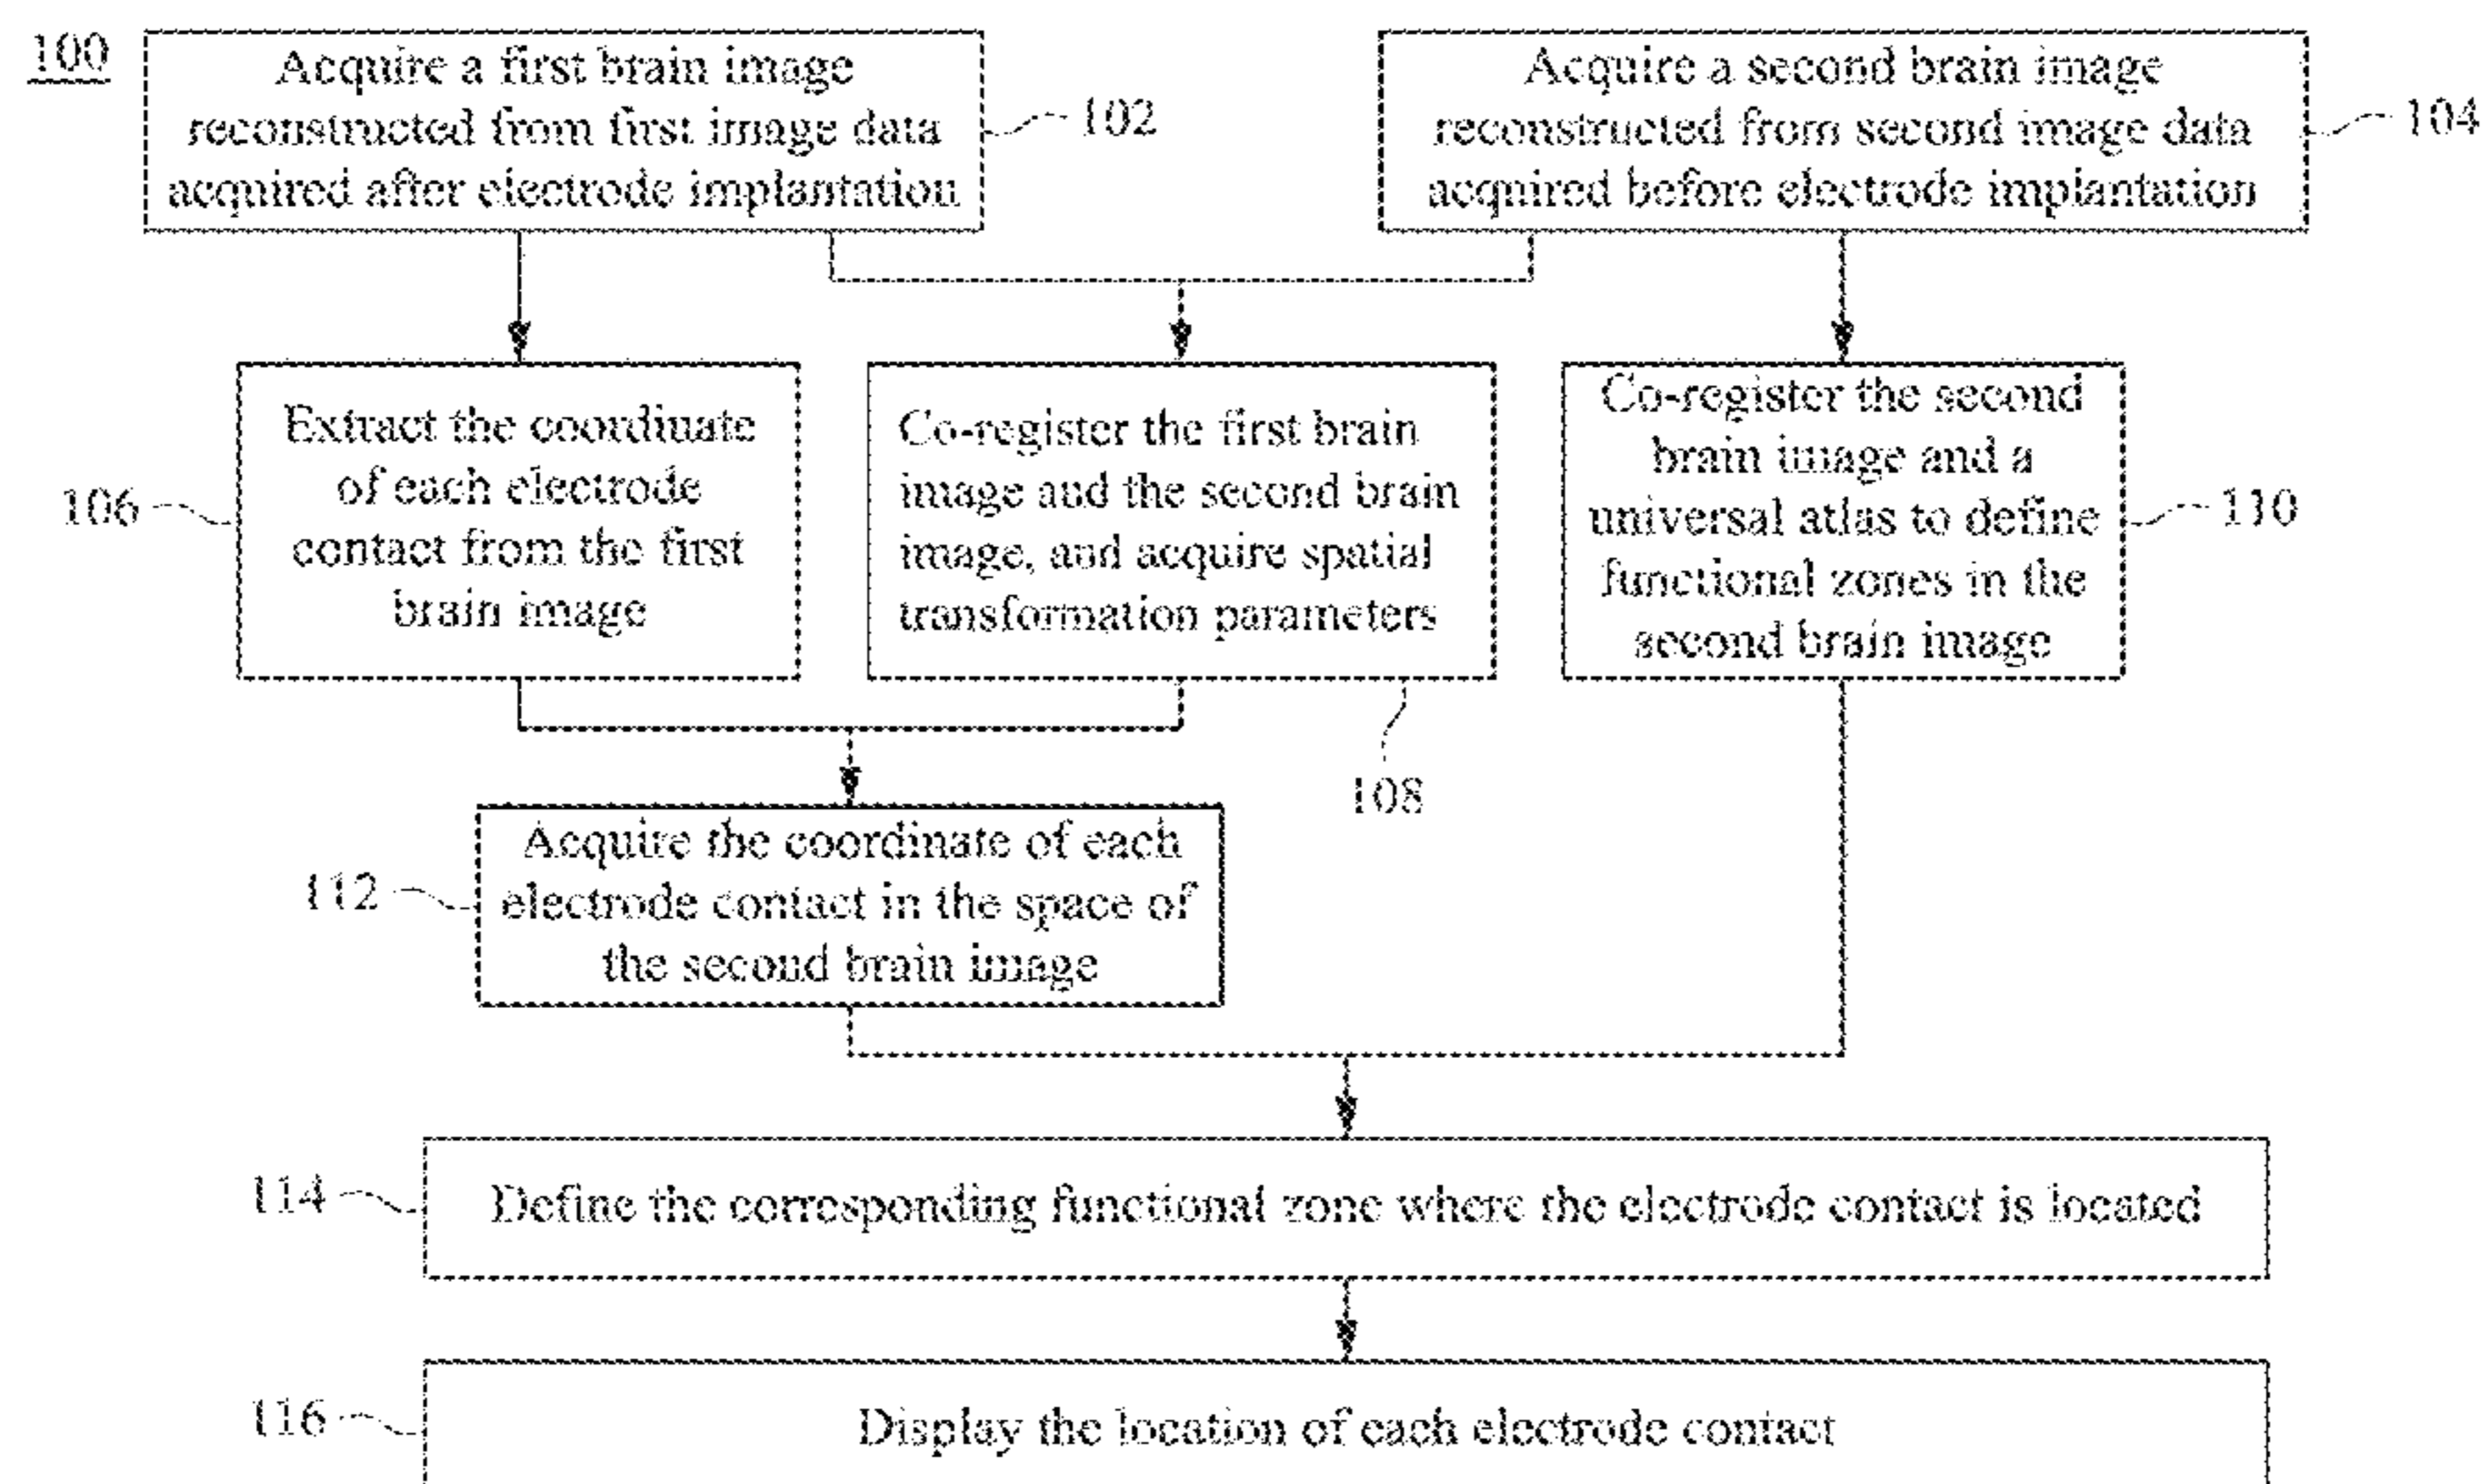 100
Acquire a first brain image
reconstructed from first image data
acquired after electrode implantation
102
Acquire a second brain image
reconstructed from second image data
acquired before electrode implantation
104
106
Extract the coordinate
of each electrode
contact from the first
brain image
Co-register the first brain
image and the second brain
image, and acquire spatial
transformation parameters
108
Co-register the second
brain image and a
universal atlas to define
functional zones in the
second brain image
110
112
Acquire the coordinate of each
electrode contact in the space of
the second brain image
114
Define the corresponding functional zone where the electrode contact is located
116
Display the location of each electrode contact